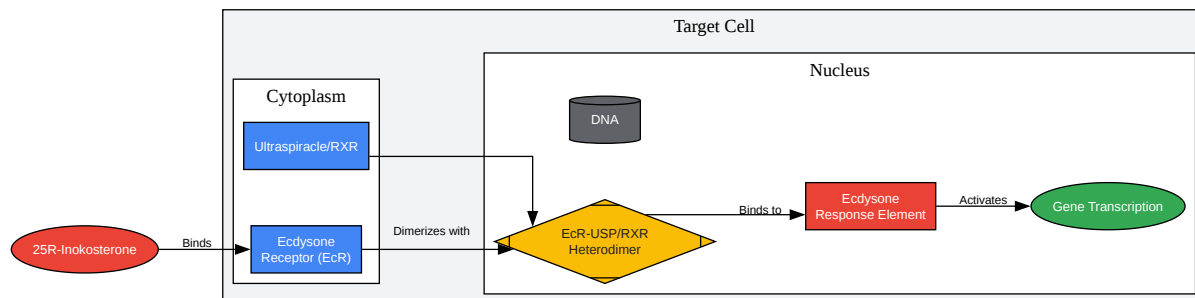 Target Cell
Nucleus
Cytoplasm
DNA
Ultraspiracle/RXR
Ecdysone
Response Element
Activates
Gene Transcription
Binds to
EcR-USP/RXR
Heterodimer
Dimerizes with
Ecdysone
Receptor (EcR)
Binds
25R-Inokosterone